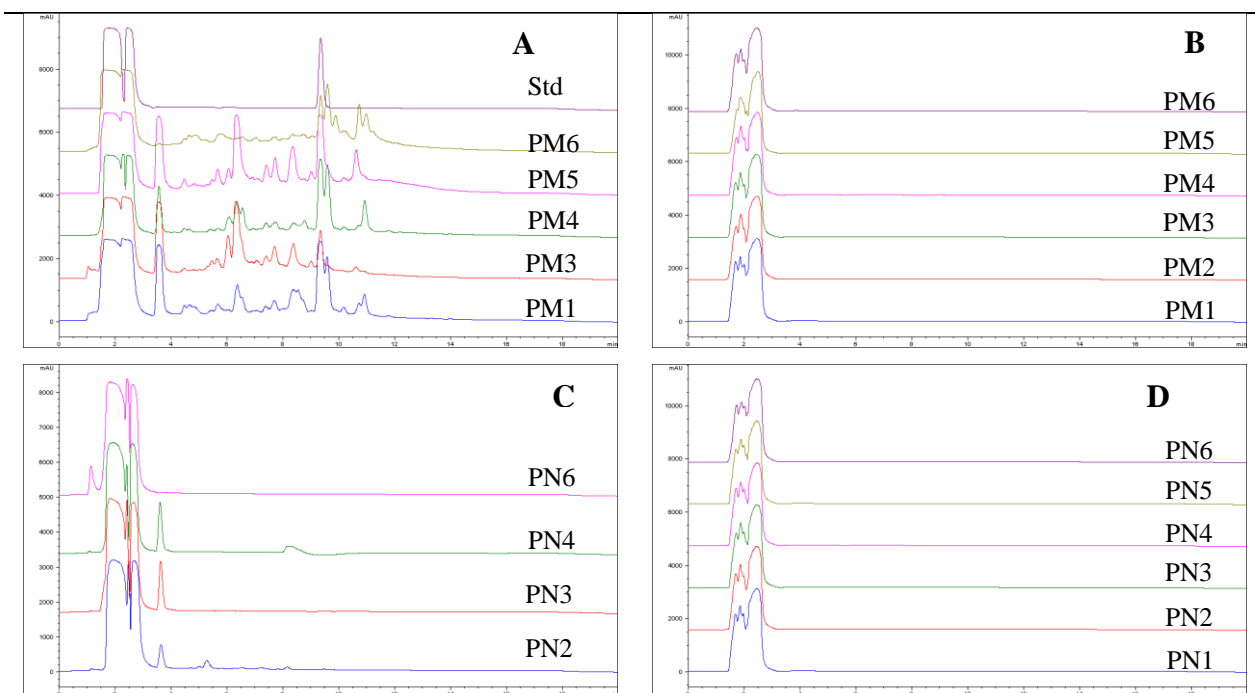 mAU
A
8000
Std
6000
PM6
PM5
4000
PM4
2000
PM3
PM1
0
0 2 4 6 8 10 12 14 16 18 min
mAU
B
10000
PM6
8000
PM5
6000
PM4
4000
PM3
2000
PM2
PM1
0
0 2 4 6 8 10 12 14 16 18 min
mAU
C
8000
7000
6000
PN6
5000
4000
PN4
3000
2000
PN3
1000
PN2
0
mAU
D
10000
PN6
8000
PN5
6000
PN4
4000
PN3
2000
PN2
PN1
0